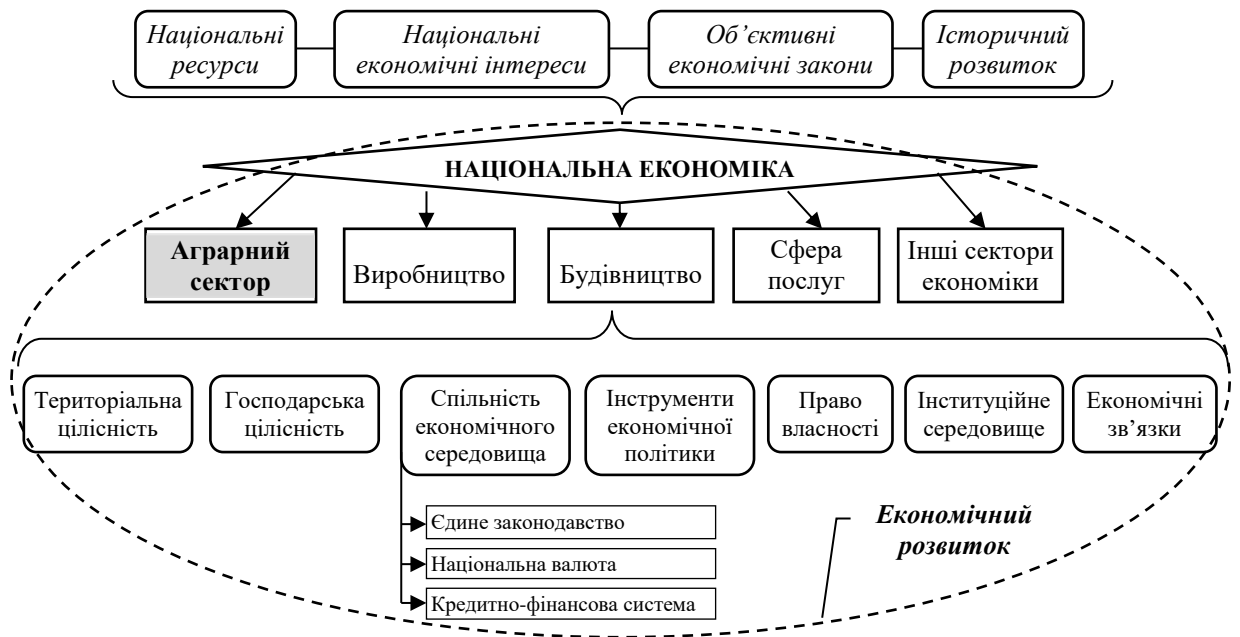 Національні
ресурси
Національні
економічні інтереси
Об’єктивні
економічні закони
Історичний
розвиток
НАЦІОНАЛЬНА ЕКОНОМІКА
Аграрний
сектор
Виробництво
Будівництво
Сфера
послуг
Інші сектори
економіки
Територіальна
цілісність
Господарська
цілісність
Спільність
економічного
середовища
Інструменти
економічної
політики
Право
власності
Інституційне
середовище
Економічні
зв’язки
Єдине законодавство
Національна валюта
Кредитно-фінансова система
Економічний
розвиток